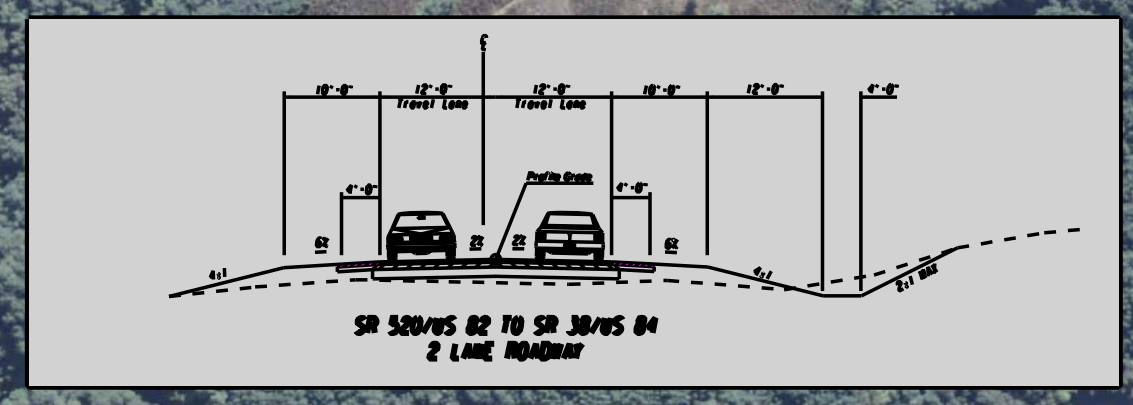 ℄
10'-0" 12'-0" 12'-0" 10'-0" 12'-0" 4'-0"
Travel Lane Travel Lane
Profile Grade
4'-0" 4'-0"
6% 2% 2% 6%
4:1 4:1 2:1 MAX
SR 520/US 82 TO SR 38/US 84
2 LANE ROADWAY